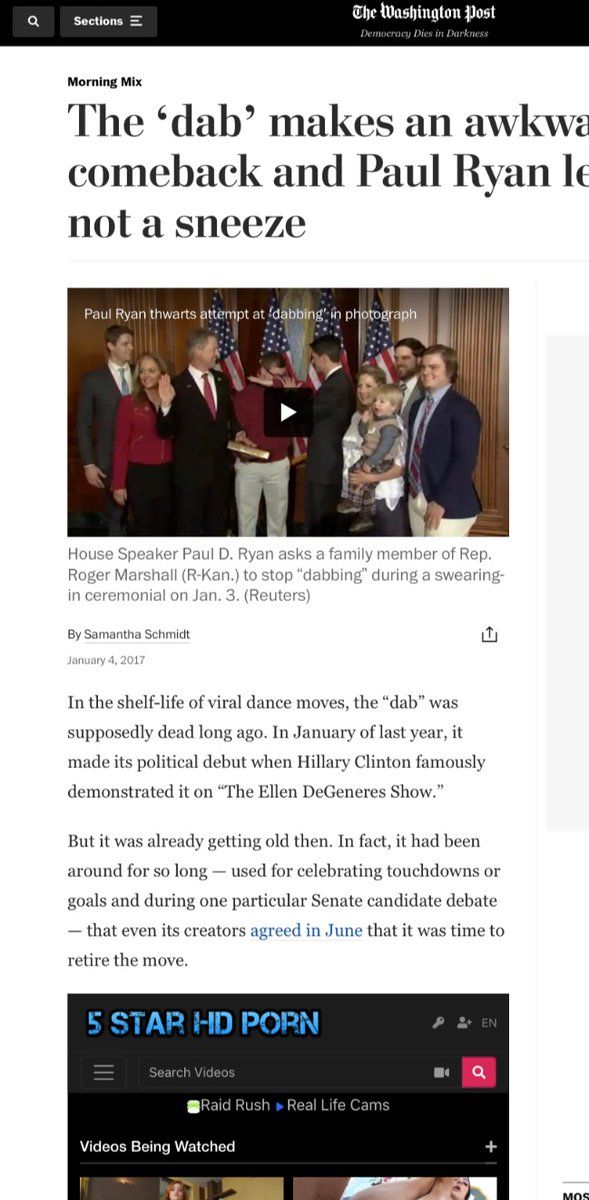 Sections
The Washington Post
Democracy Dies in Darkness
Morning Mix
The ‘dab’ makes an awkwa
comeback and Paul Ryan le
not a sneeze
Paul Ryan thwarts attempt at ‘dabbing’ in photograph
House Speaker Paul D. Ryan asks a family member of Rep.
Roger Marshall (R-Kan.) to stop “dabbing” during a swearing-
in ceremonial on Jan. 3. (Reuters)
By Samantha Schmidt
January 4, 2017
In the shelf-life of viral dance moves, the “dab” was
supposedly dead long ago. In January of last year, it
made its political debut when Hillary Clinton famously
demonstrated it on “The Ellen DeGeneres Show.”
But it was already getting old then. In fact, it had been
around for so long — used for celebrating touchdowns or
goals and during one particular Senate candidate debate
— that even its creators agreed in June that it was time to
retire the move.
5 STAR HD PORN
EN
Search Videos
Raid Rush Real Life Cams
Videos Being Watched +
MOS